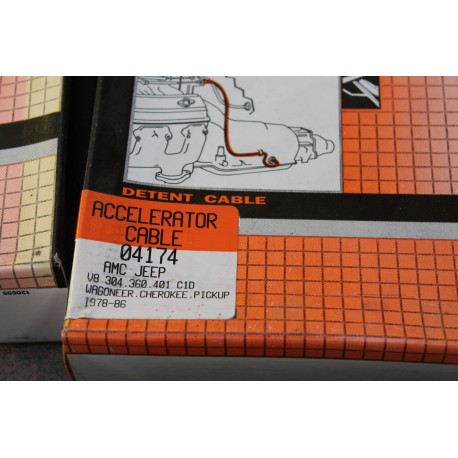 DETENT CABLE
ACCELERATOR
CABLE
04174
AMC JEEP
V8 304.360.401 C1D
WAGONEER.CHEROKEE.PICKUP
1978-86